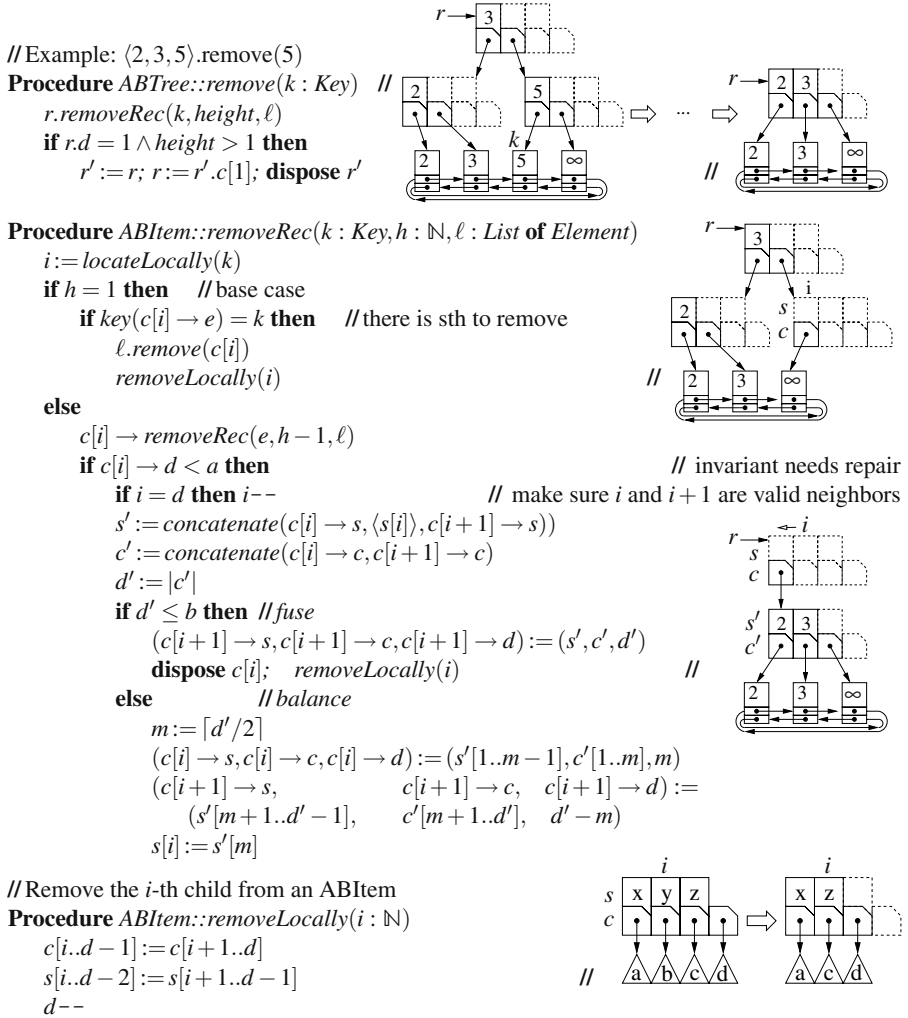 // Example: ⟨2,3,5⟩.remove(5)
Procedure ABTree::remove(k : Key) //
r.removeRec(k,height,ℓ)
if r.d = 1 ∧ height > 1 then
r′ := r; r := r′.c[1]; dispose r′
r
3
2
5
k
2
3
5
∞
...
r
2 3
2
3
∞
//
Procedure ABItem::removeRec(k : Key,h : ℕ,ℓ : List of Element)
i := locateLocally(k)
if h = 1 then // base case
if key(c[i] → e) = k then // there is sth to remove
ℓ.remove(c[i])
removeLocally(i)
else
c[i] → removeRec(e,h−1,ℓ)
if c[i] → d < a then // invariant needs repair
if i = d then i−− // make sure i and i+1 are valid neighbors
s′ := concatenate(c[i] → s,⟨s[i]⟩,c[i+1] → s))
c′ := concatenate(c[i] → c,c[i+1] → c)
d′ := |c′|
if d′ ≤ b then // fuse
(c[i+1] → s,c[i+1] → c,c[i+1] → d) := (s′,c′,d′)
dispose c[i]; removeLocally(i) //
else // balance
m := ⌈d′/2⌉
(c[i] → s,c[i] → c,c[i] → d) := (s′[1..m−1],c′[1..m],m)
(c[i+1] → s, c[i+1] → c, c[i+1] → d) :=
(s′[m+1..d′−1], c′[m+1..d′], d′−m)
s[i] := s′[m]
r
3
i
2
s
c
//
2
3
∞
i
r
s
c
s′ 2 3
c′
2
3
∞
// Remove the i-th child from an ABItem
Procedure ABItem::removeLocally(i : ℕ)
c[i..d−1] := c[i+1..d]
s[i..d−2] := s[i+1..d−1]
d−−
i i
s x y z x z
c
// a b c d a c d